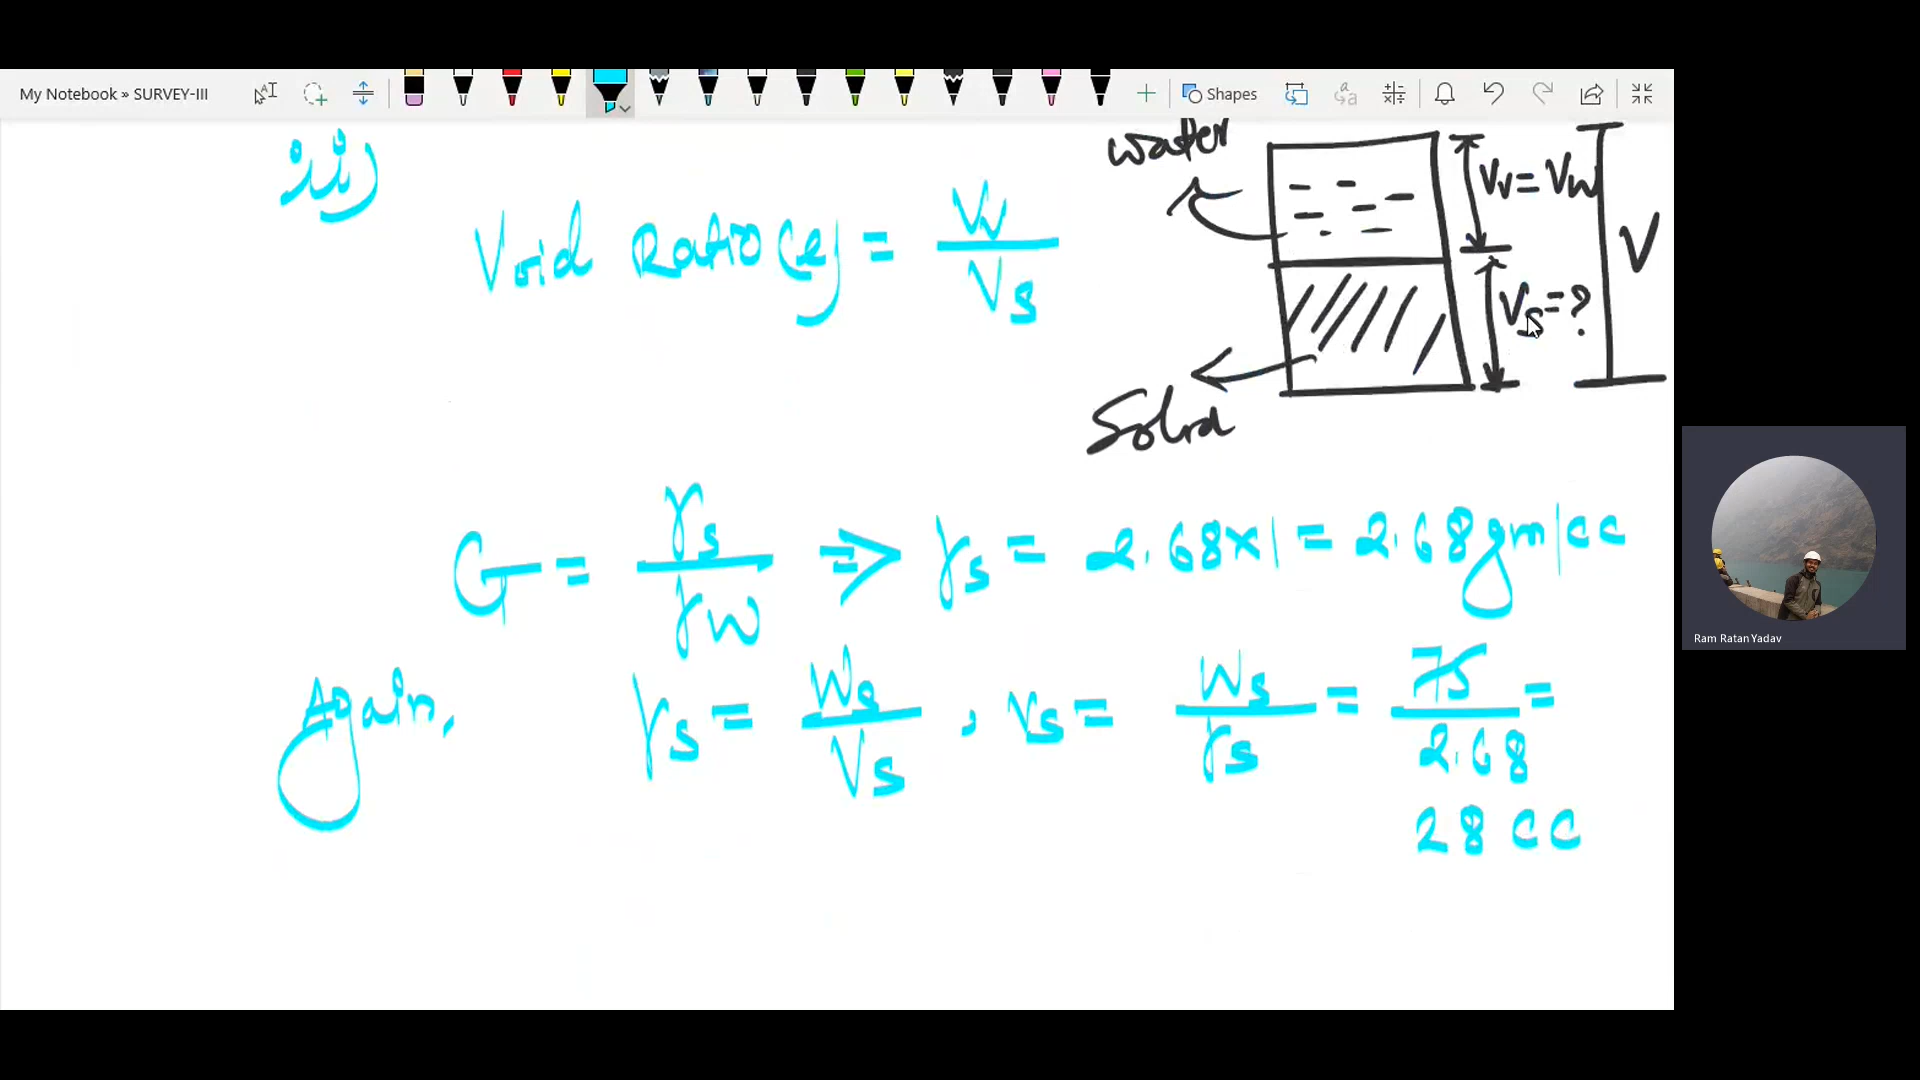 My Notebook » SURVEY-III
Shapes
water
Vv = Vw
V
iii)
Void Ratio (e) = Vv / Vs
Vs = ?
Solid
G = γs / γw ⇒ γs = 2.68×1 = 2.68 gm/cc
Again, γs = Ws / Vs , vs = Ws / γs = 75 / 2.68 =
28 cc
Ram Ratan Yadav